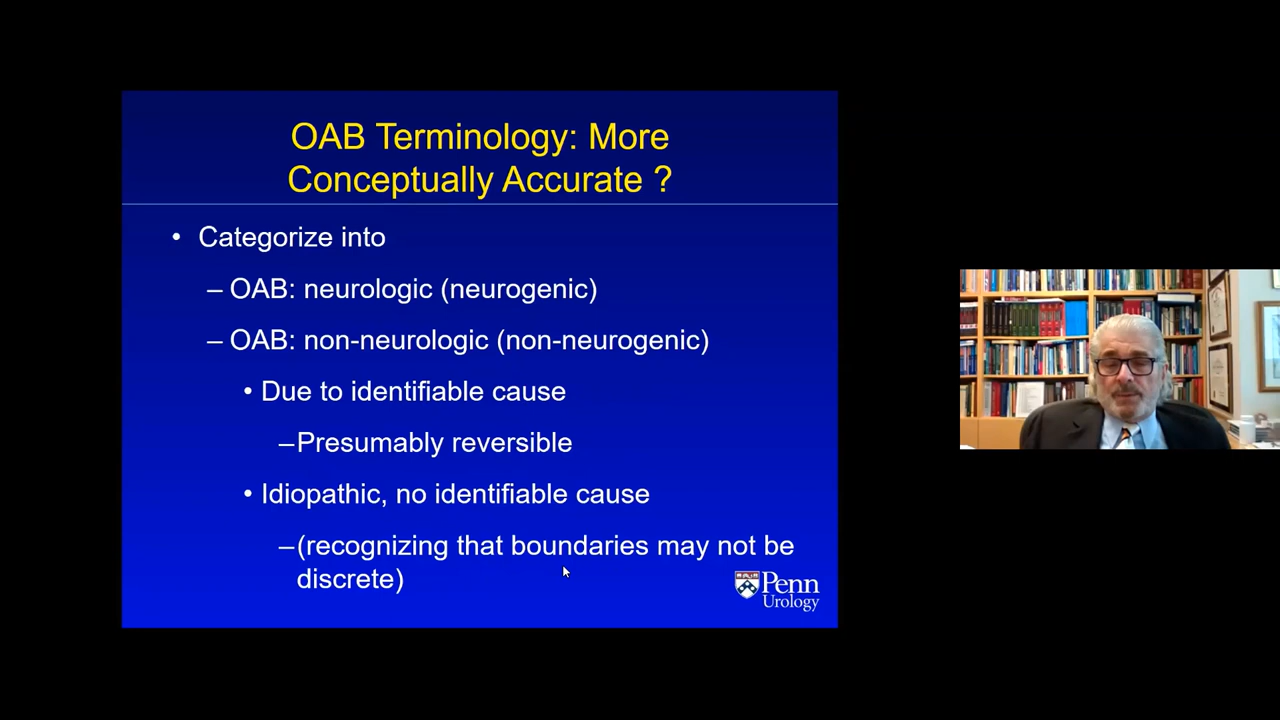 OAB Terminology: More
Conceptually Accurate ?
• Categorize into
– OAB: neurologic (neurogenic)
– OAB: non-neurologic (non-neurogenic)
• Due to identifiable cause
–Presumably reversible
• Idiopathic, no identifiable cause
–(recognizing that boundaries may not be
discrete)
Penn
Urology